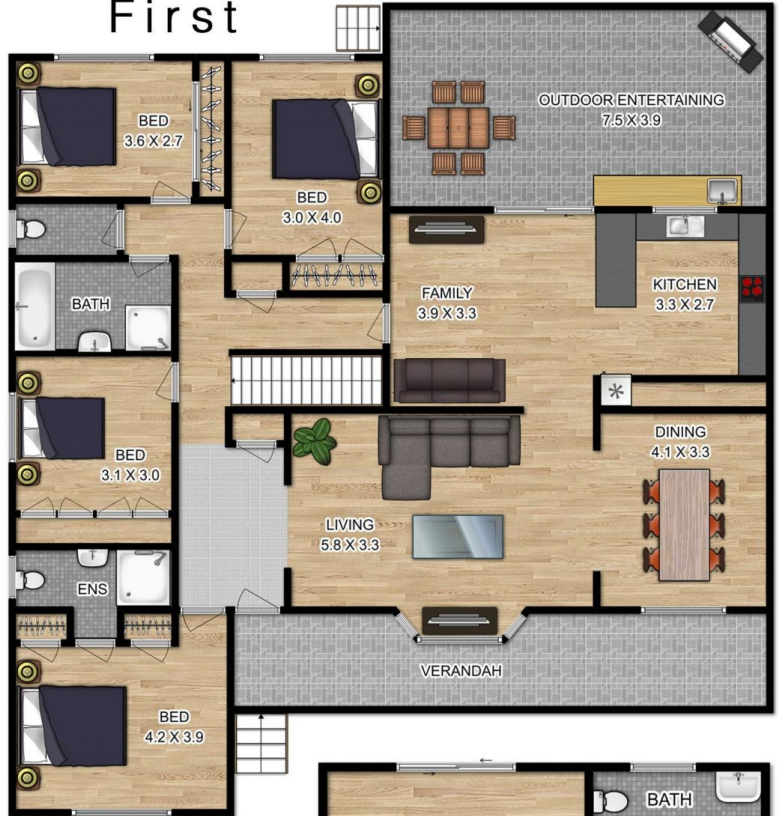 First
OUTDOOR ENTERTAINING
7.5 X 3.9
BED
3.6 X 2.7
BED
3.0 X 4.0
BATH
FAMILY
3.9 X 3.3
KITCHEN
3.3 X 2.7
BED
3.1 X 3.0
DINING
4.1 X 3.3
LIVING
5.8 X 3.3
ENS
VERANDAH
BED
4.2 X 3.9
BATH